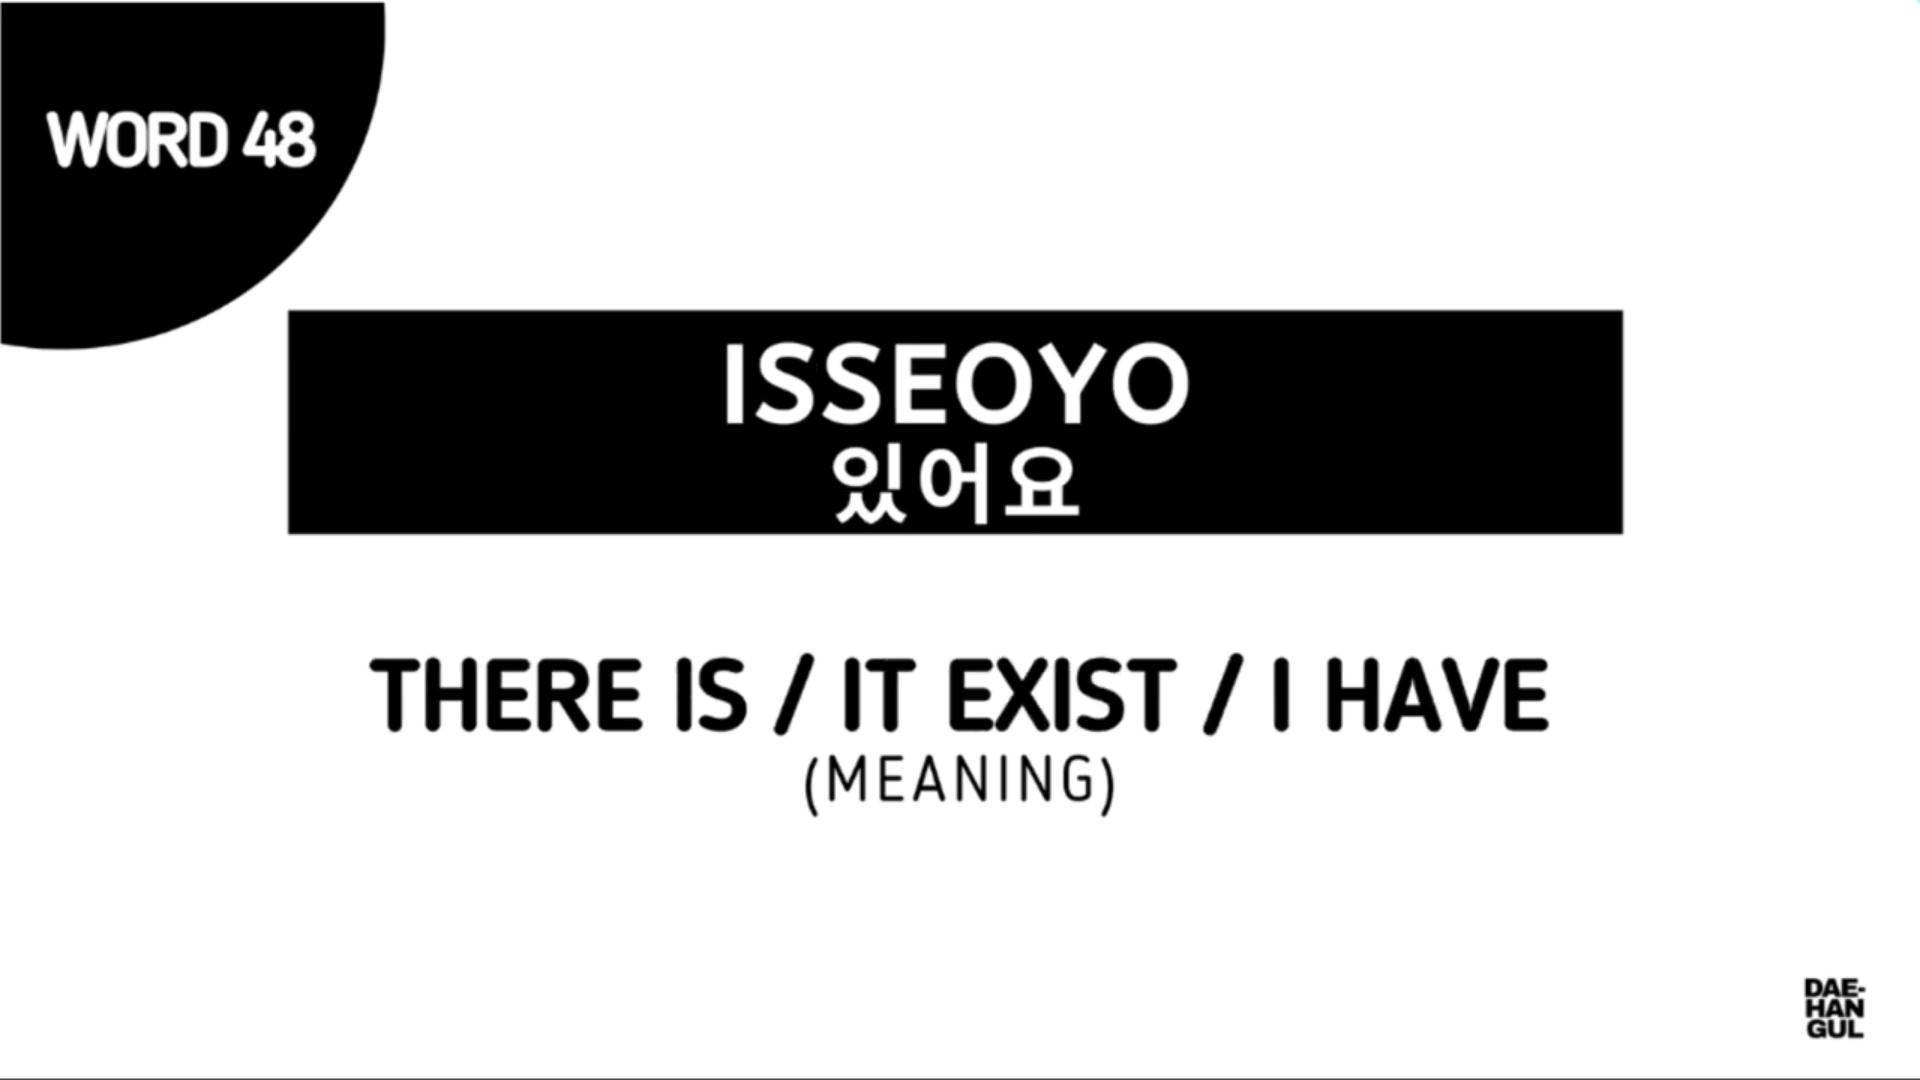 WORD 48
ISSEOYO
있어요
THERE IS / IT EXIST / I HAVE
(MEANING)
DAE-
HAN
GUL